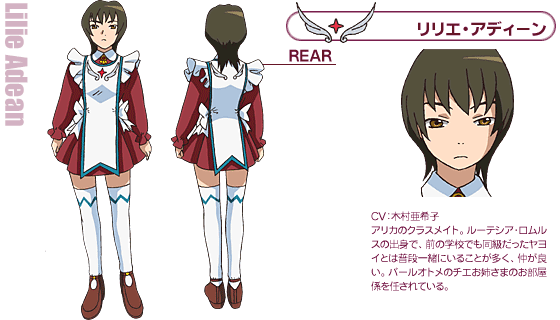 Lilie Adean
リリエ・アディーン
REAR
CV:木村亜希子
アリカのクラスメイト。ルーテシア・ロムル
スの出身で、前の学校でも同級だったヤヨ
イとは普段一緒にいることが多く、仲が良
い。パールオトメのチエお姉さまのお部屋
係を任されている。